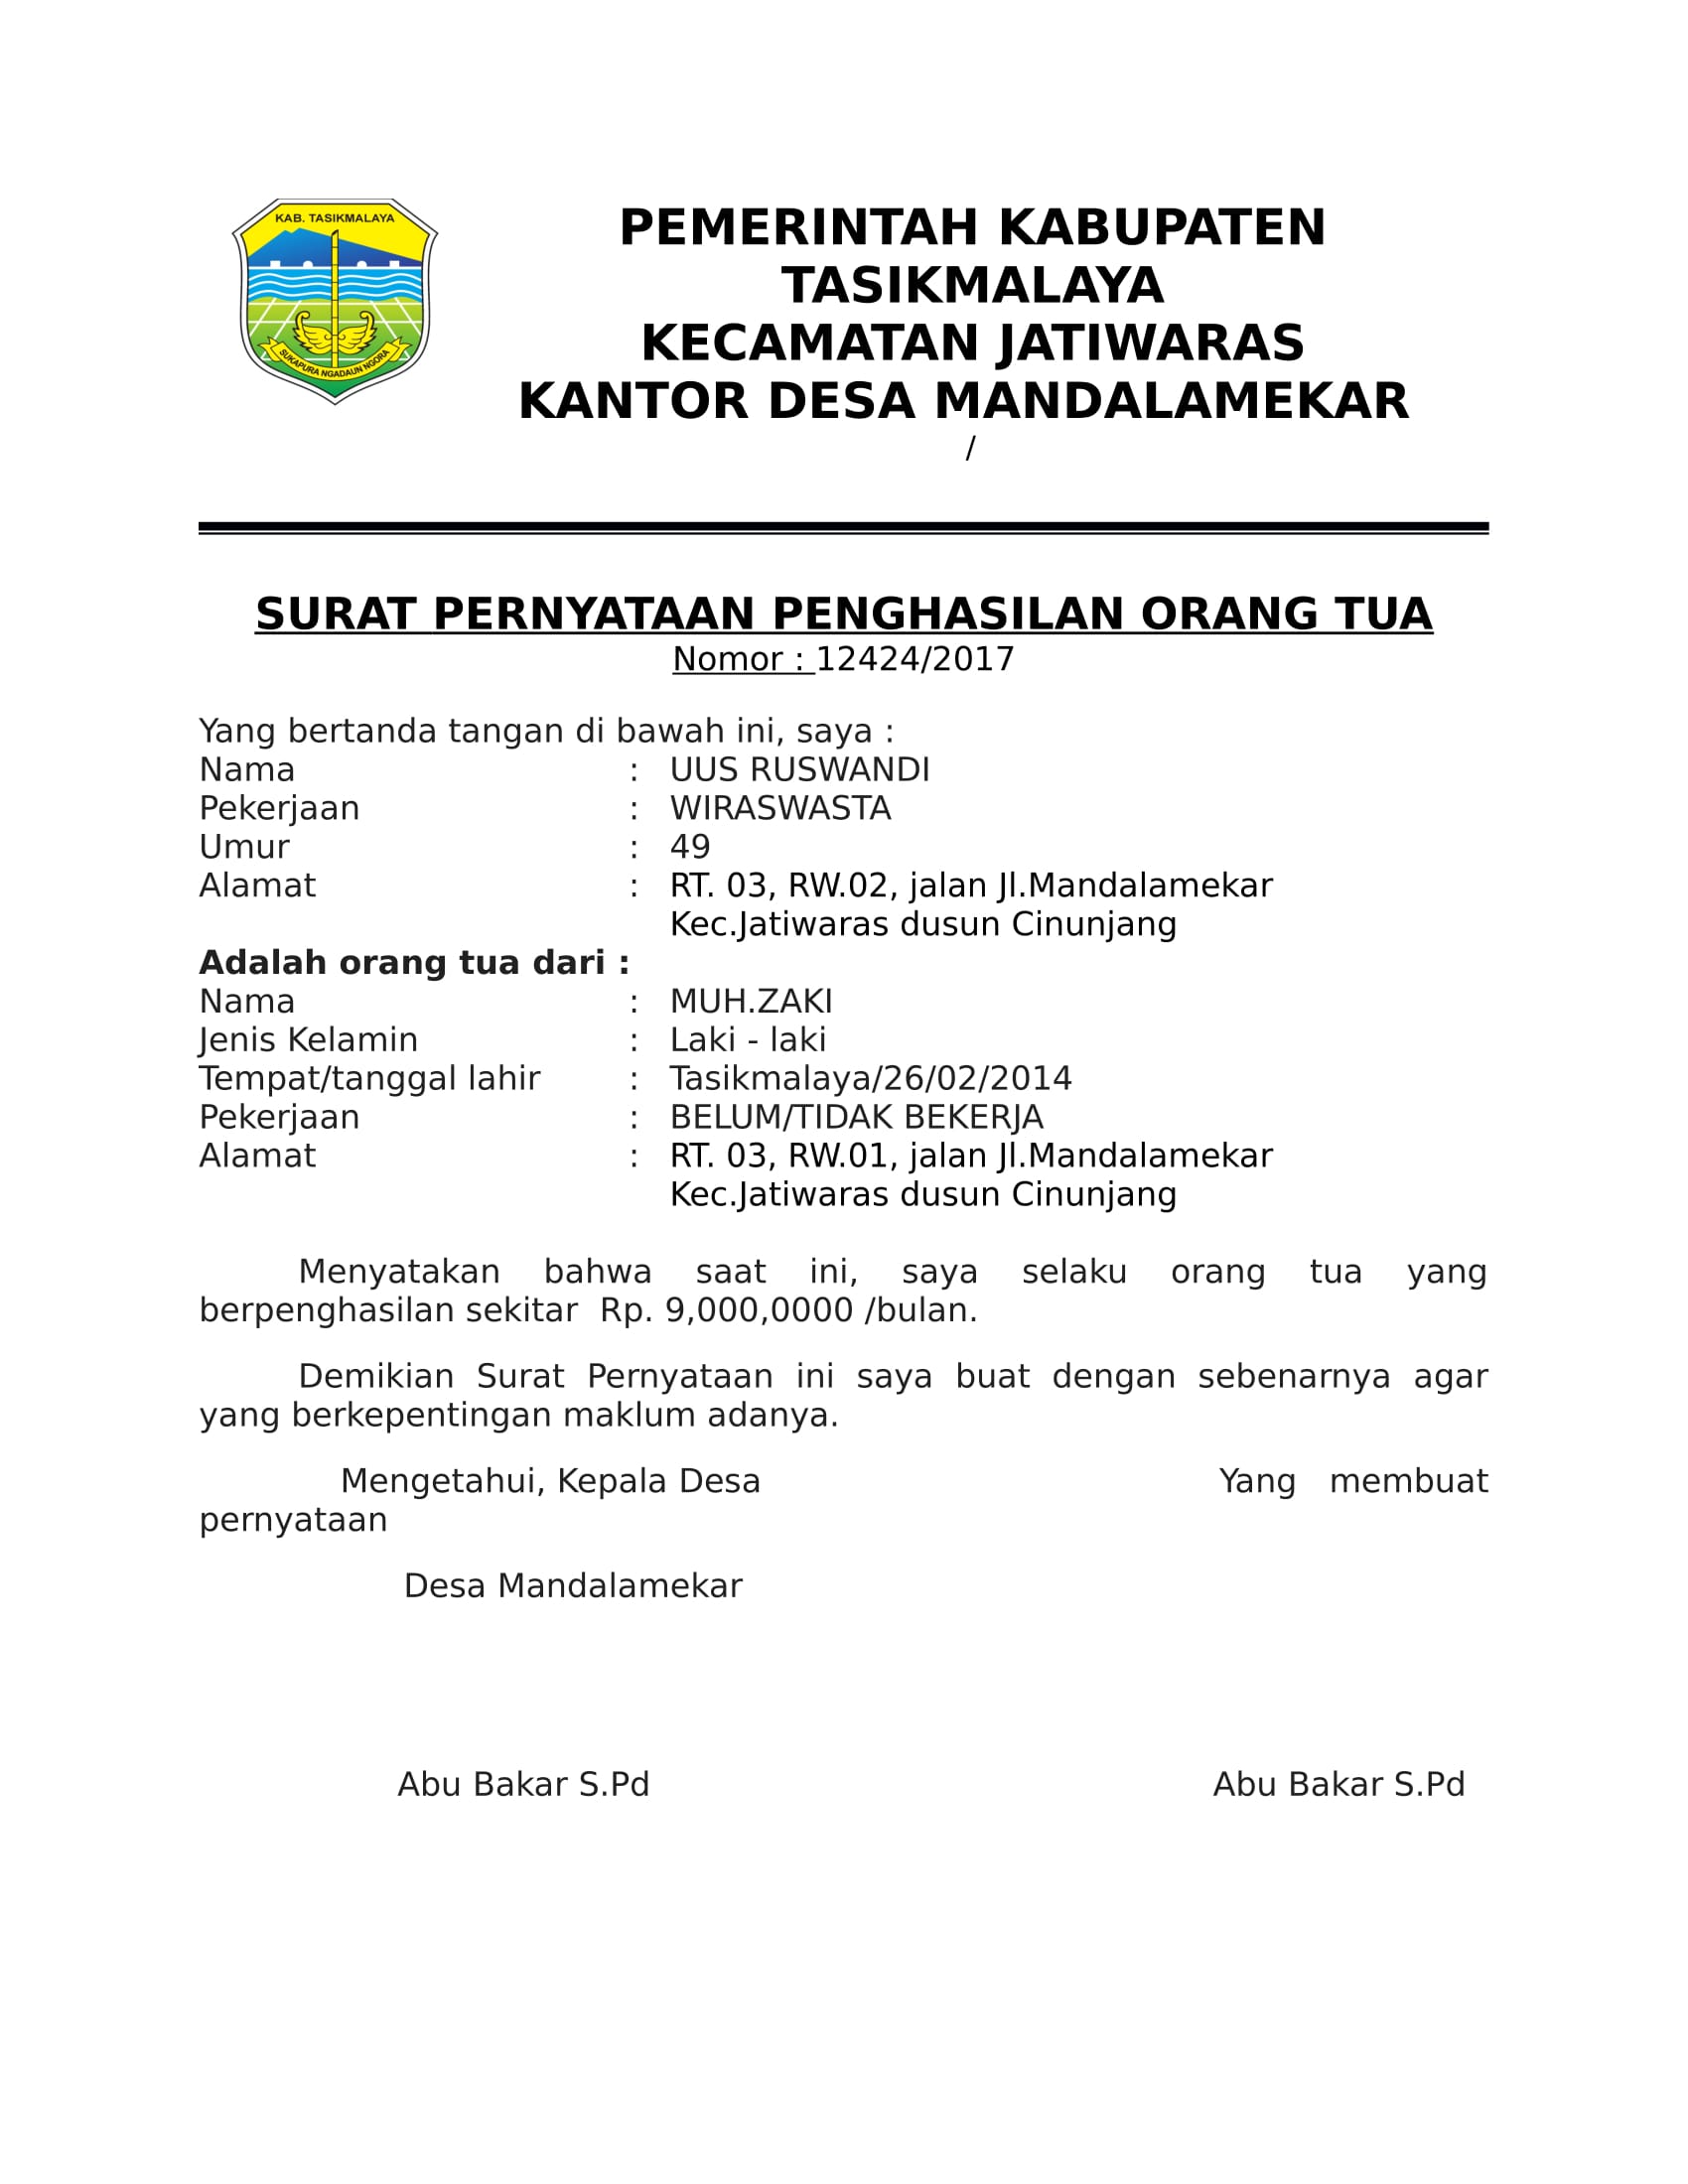 KAB. TASIKMALAYA
SUKAPURA NGADAUN NGORA
PEMERINTAH KABUPATEN
TASIKMALAYA
KECAMATAN JATIWARAS
KANTOR DESA MANDALAMEKAR
/
SURAT PERNYATAAN PENGHASILAN ORANG TUA
Nomor : 12424/2017
Yang bertanda tangan di bawah ini, saya :
Nama : UUS RUSWANDI
Pekerjaan : WIRASWASTA
Umur : 49
Alamat : RT. 03, RW.02, jalan Jl.Mandalamekar
Kec.Jatiwaras dusun Cinunjang
Adalah orang tua dari :
Nama : MUH.ZAKI
Jenis Kelamin : Laki - laki
Tempat/tanggal lahir : Tasikmalaya/26/02/2014
Pekerjaan : BELUM/TIDAK BEKERJA
Alamat : RT. 03, RW.01, jalan Jl.Mandalamekar
Kec.Jatiwaras dusun Cinunjang
Menyatakan bahwa saat ini, saya selaku orang tua yang
berpenghasilan sekitar Rp. 9,000,0000 /bulan.
Demikian Surat Pernyataan ini saya buat dengan sebenarnya agar
yang berkepentingan maklum adanya.
Mengetahui, Kepala Desa Yang membuat
pernyataan
Desa Mandalamekar
Abu Bakar S.Pd Abu Bakar S.Pd